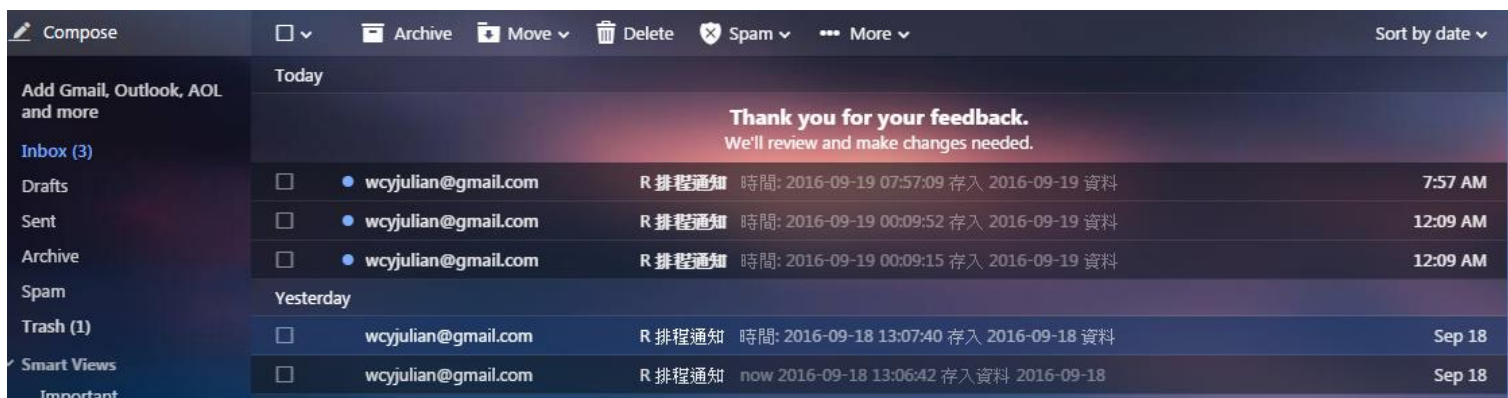 Compose
Archive Move Delete Spam ••• More Sort by date
Add Gmail, Outlook, AOL
and more
Inbox (3)
Drafts
Sent
Archive
Spam
Trash (1)
Smart Views
Important
Today
Thank you for your feedback.
We'll review and make changes needed.
wcyjulian@gmail.com R 排程通知 時間: 2016-09-19 07:57:09 存入 2016-09-19 資料 7:57 AM
wcyjulian@gmail.com R 排程通知 時間: 2016-09-19 00:09:52 存入 2016-09-19 資料 12:09 AM
wcyjulian@gmail.com R 排程通知 時間: 2016-09-19 00:09:15 存入 2016-09-19 資料 12:09 AM
Yesterday
wcyjulian@gmail.com R 排程通知 時間: 2016-09-18 13:07:40 存入 2016-09-18 資料 Sep 18
wcyjulian@gmail.com R 排程通知 now 2016-09-18 13:06:42 存入資料 2016-09-18 Sep 18